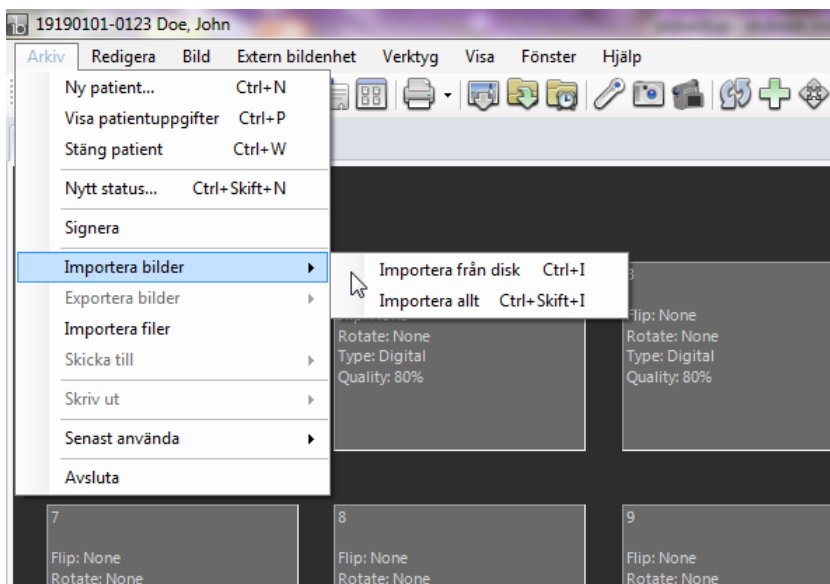 19190101-0123 Doe, John
Arkiv Redigera Bild Extern bildenhet Verktyg Visa Fönster Hjälp
Ny patient... Ctrl+N
Visa patientuppgifter Ctrl+P
Stäng patient Ctrl+W
Nytt status... Ctrl+Skift+N
Signera
Importera bilder
Importera från disk Ctrl+I
Importera allt Ctrl+Skift+I
Exportera bilder
Importera filer
Skicka till
Skriv ut
Senast använda
Avsluta
Rotate: None
Type: Digital
Quality: 80%
Flip: None
Rotate: None
Type: Digital
Quality: 80%
7
Flip: None
Rotate: None
8
Flip: None
Rotate: None
9
Flip: None
Rotate: None